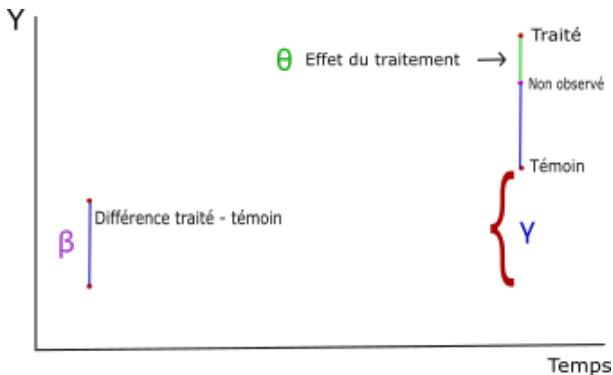 Y
Traité
θ Effet du traitement
Non observé
Témoin
Différence traité - témoin
β
γ
Temps